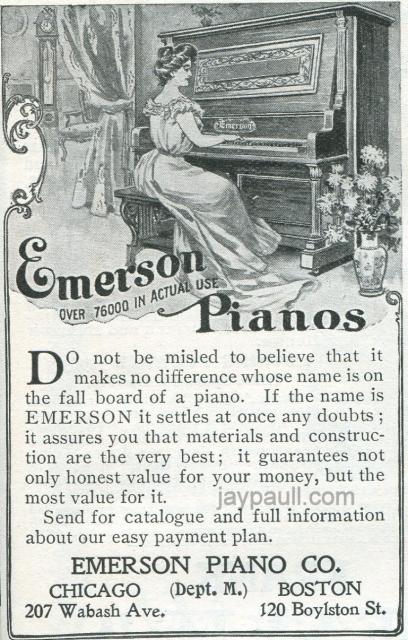 Emerson
Emerson
OVER 76000 IN ACTUAL USE
Pianos
DO not be misled to believe that it
makes no difference whose name is on
the fall board of a piano. If the name is
EMERSON it settles at once any doubts;
it assures you that materials and construc-
tion are the very best; it guarantees not
only honest value for your money, but the
most value for it.
jaypaull.com
Send for catalogue and full information
about our easy payment plan.
EMERSON PIANO CO.
CHICAGO (Dept. M.) BOSTON
207 Wabash Ave. 120 Boylston St.